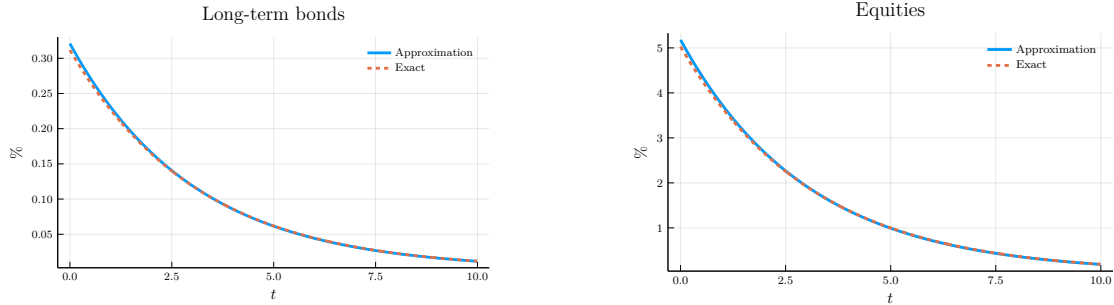 Long-term bonds
0.30
0.25
0.20
0.15
0.10
0.05
%
Approximation
Exact
0.0 2.5 5.0 7.5 10.0
t
Equities
5
4
3
2
1
%
Approximation
Exact
0.0 2.5 5.0 7.5 10.0
t